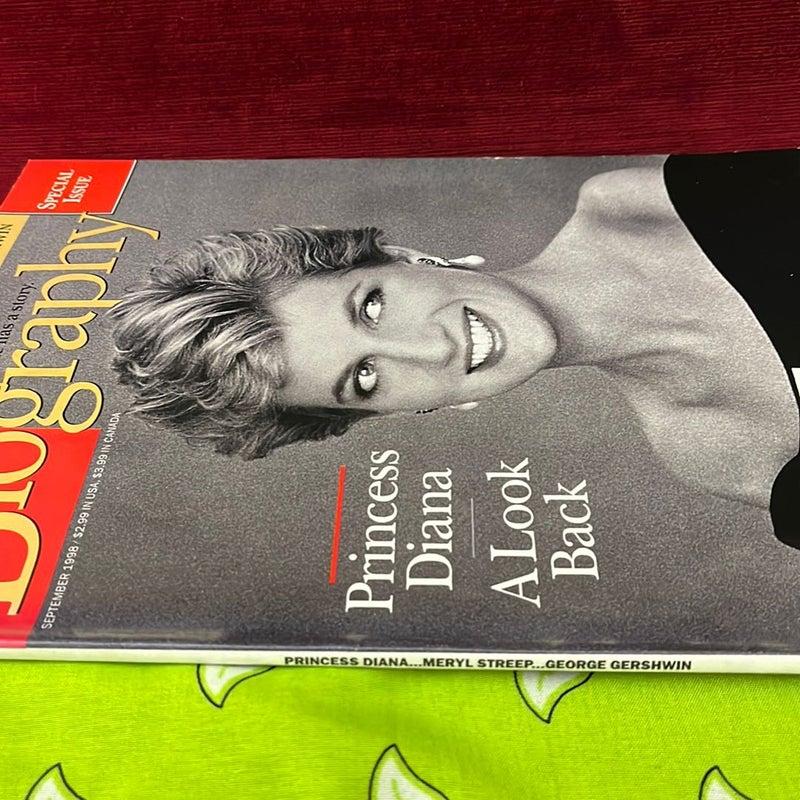 SPECIAL
ISSUE
has a story.
Biography
SEPTEMBER 1998 / $2.99 IN USA, $3.99 IN CANADA
Princess
Diana
A Look
Back
PRINCESS DIANA...MERYL STREEP...GEORGE GERSHWIN